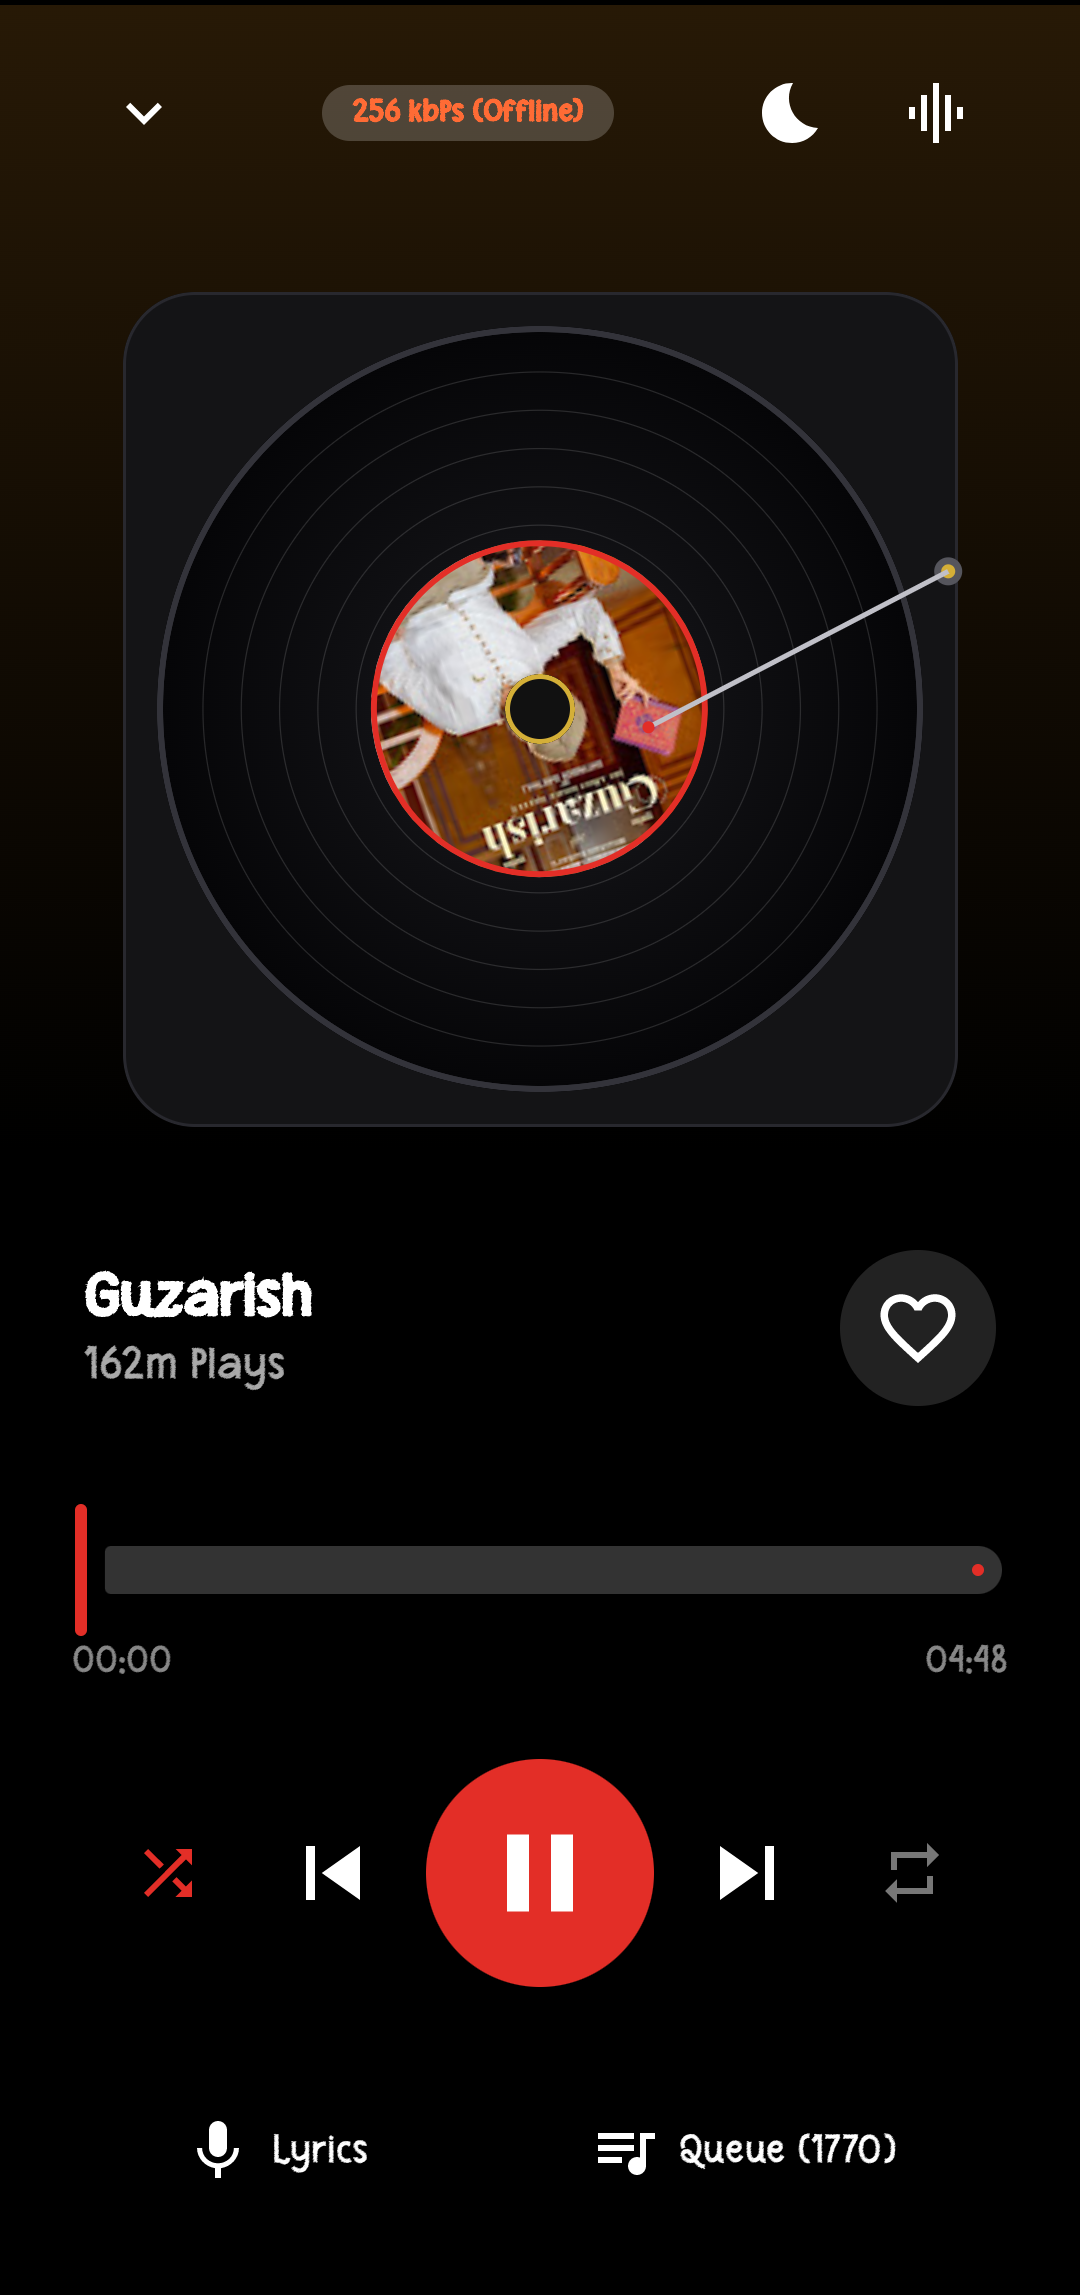 256 kbps (Offline)
Guzarish
Guzarish
162m Plays
00:00
04:48
Lyrics
Queue (1770)